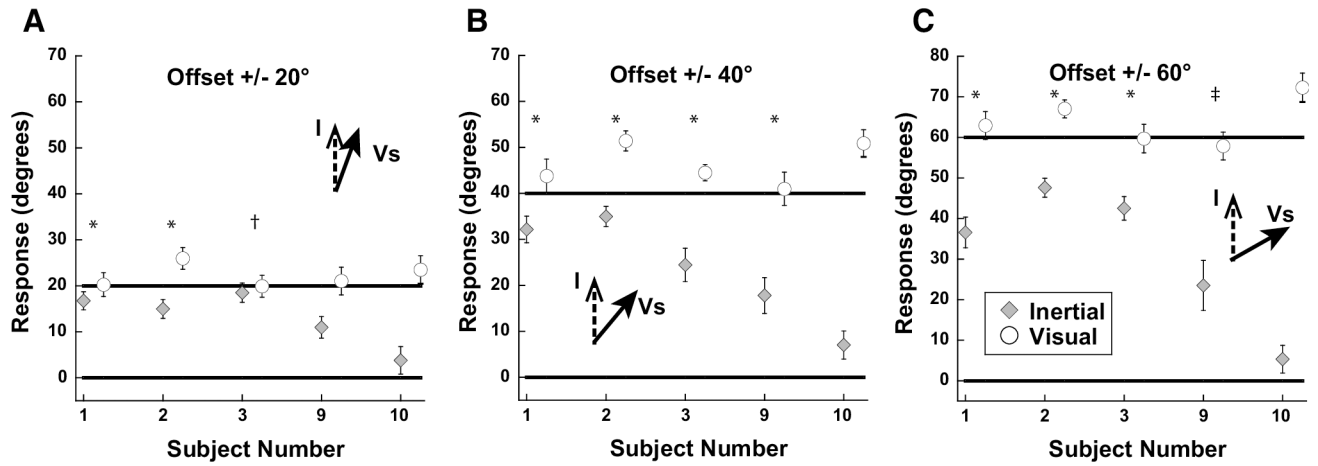 A
B
C
Offset +/- 20°
Offset +/- 40°
Offset +/- 60°
70
60
50
40
30
20
10
0
Response (degrees)
1 2 3 9 10
Subject Number
* * †
I
Vs
70
60
50
40
30
20
10
0
Response (degrees)
1 2 3 9 10
Subject Number
* * * *
I
Vs
80
70
60
50
40
30
20
10
0
Response (degrees)
1 2 3 9 10
Subject Number
* * * ‡
I
Vs
Inertial
Visual